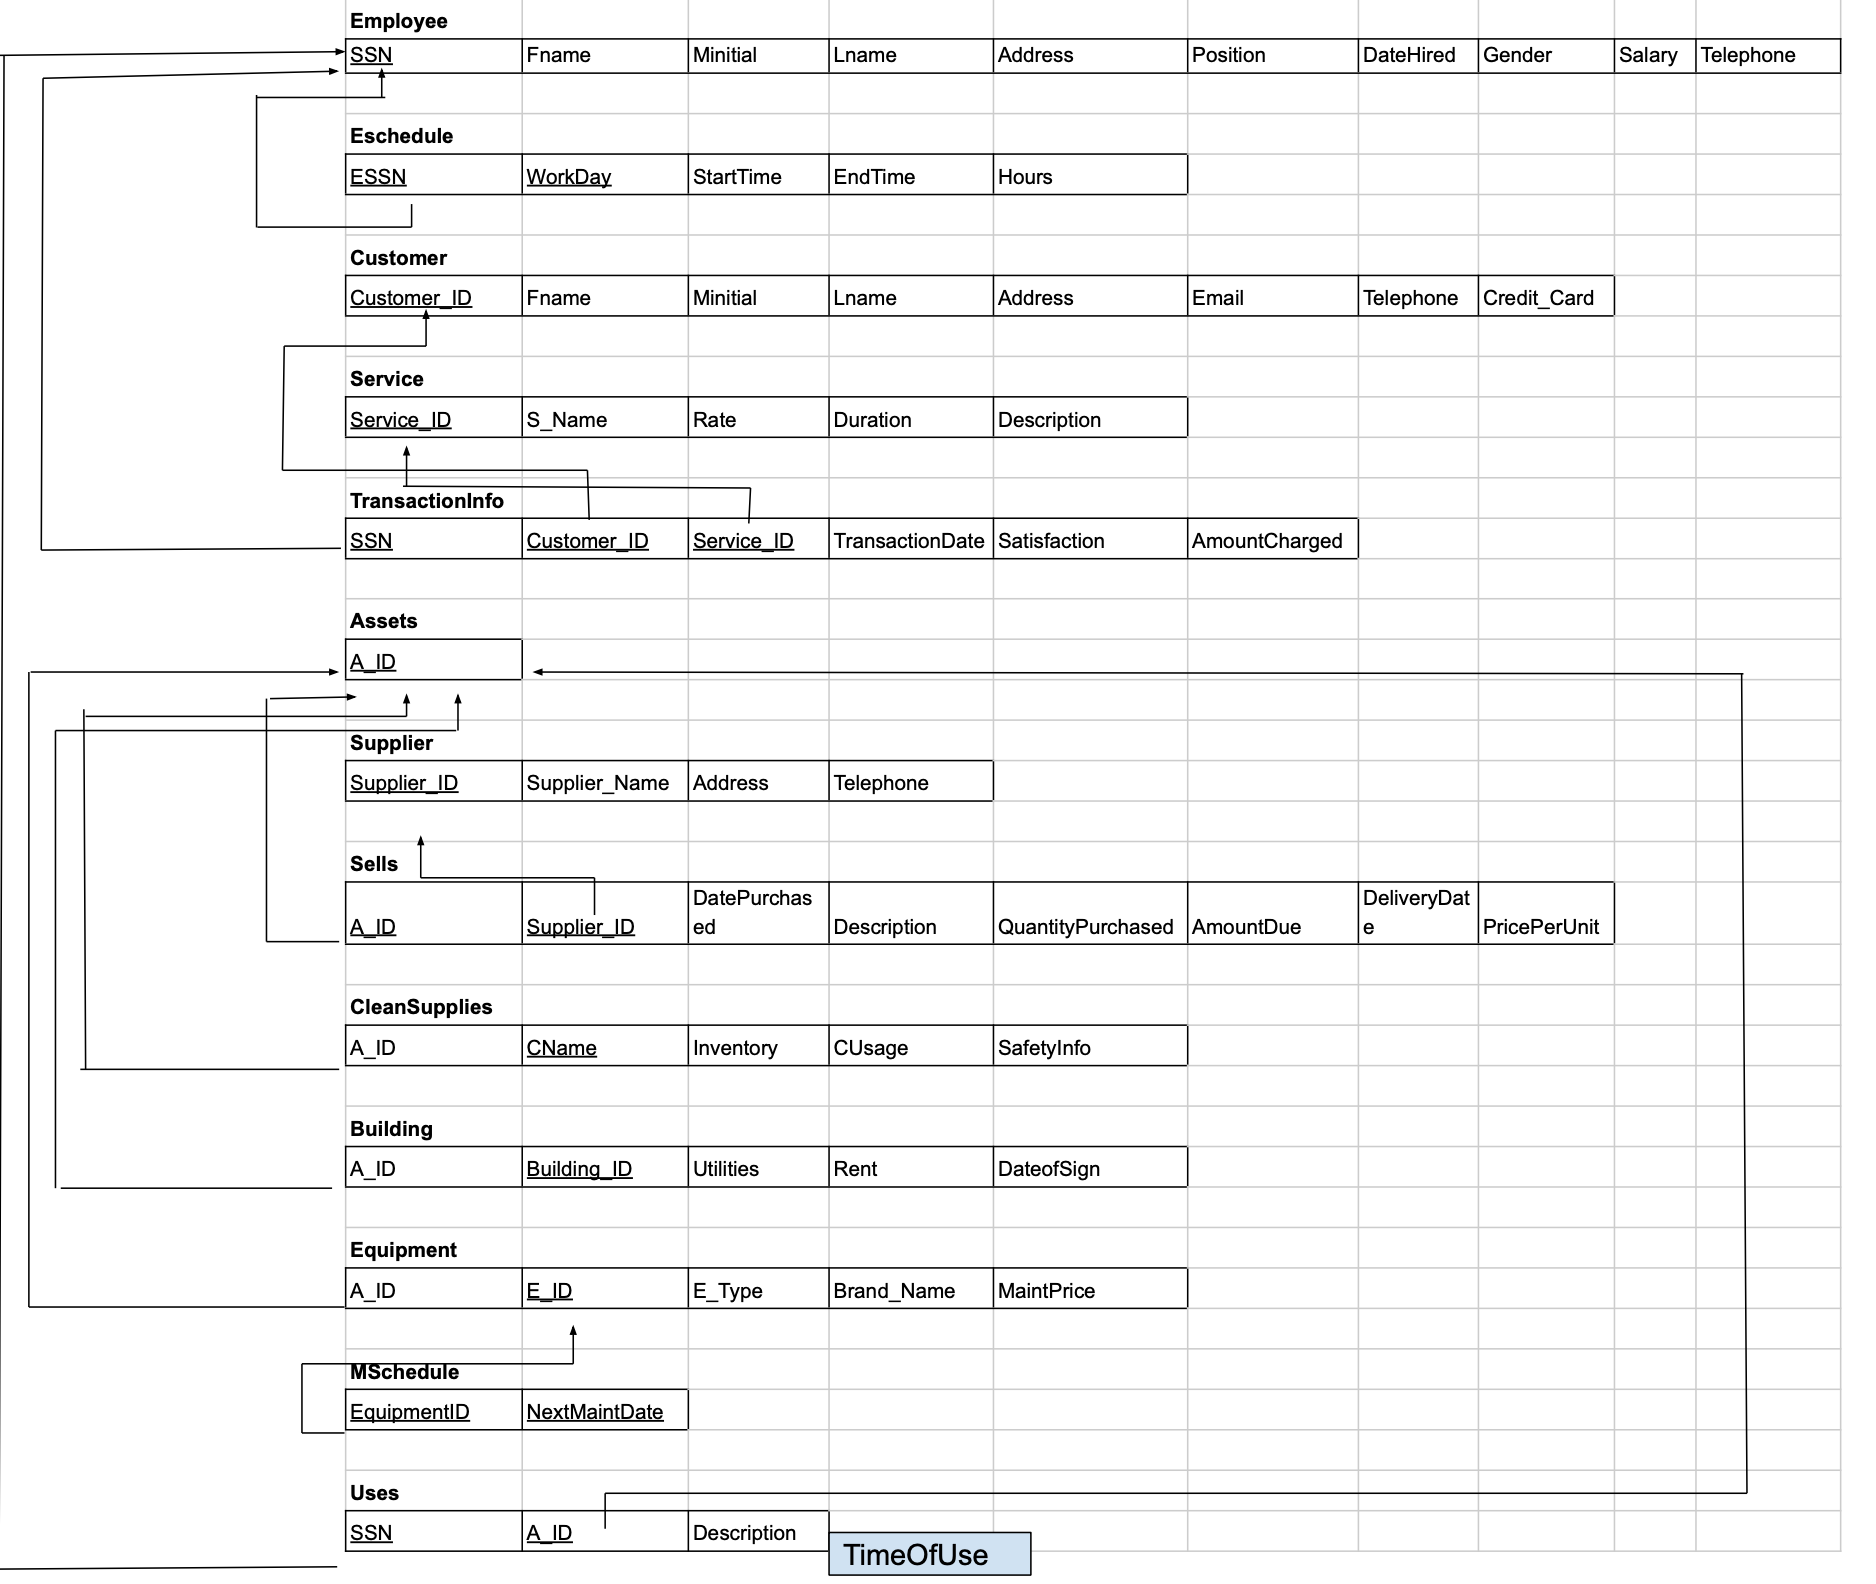 Employee
SSN Fname Minitial Lname Address Position DateHired Gender Salary Telephone
Eschedule
ESSN WorkDay StartTime EndTime Hours
Customer
Customer_ID Fname Minitial Lname Address Email Telephone Credit_Card
Service
Service_ID S_Name Rate Duration Description
TransactionInfo
SSN Customer_ID Service_ID TransactionDate Satisfaction AmountCharged
Assets
A_ID
Supplier
Supplier_ID Supplier_Name Address Telephone
Sells
A_ID Supplier_ID DatePurchas
ed Description QuantityPurchased AmountDue DeliveryDat
e PricePerUnit
CleanSupplies
A_ID CName Inventory CUsage SafetyInfo
Building
A_ID Building_ID Utilities Rent DateofSign
Equipment
A_ID E_ID E_Type Brand_Name MaintPrice
MSchedule
EquipmentID NextMaintDate
Uses
SSN A_ID Description
TimeOfUse